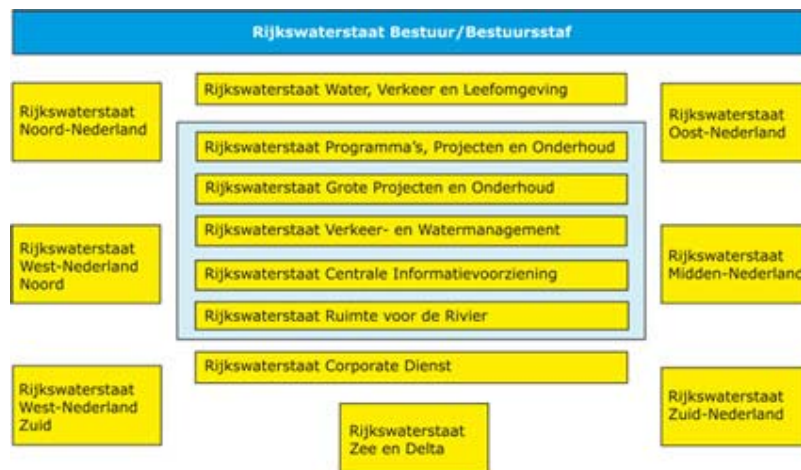 Rijkswaterstaat Bestuur/Bestuursstaf
Rijkswaterstaat
Noord-Nederland
Rijkswaterstaat
West-Nederland
Noord
Rijkswaterstaat
West-Nederland
Zuid
Rijkswaterstaat Water, Verkeer en Leefomgeving
Rijkswaterstaat Programma's, Projecten en Onderhoud
Rijkswaterstaat Grote Projecten en Onderhoud
Rijkswaterstaat Verkeer- en Watermanagement
Rijkswaterstaat Centrale Informatievoorziening
Rijkswaterstaat Ruimte voor de Rivier
Rijkswaterstaat Corporate Dienst
Rijkswaterstaat
Zee en Delta
Rijkswaterstaat
Oost-Nederland
Rijkswaterstaat
Midden-Nederland
Rijkswaterstaat
Zuid-Nederland